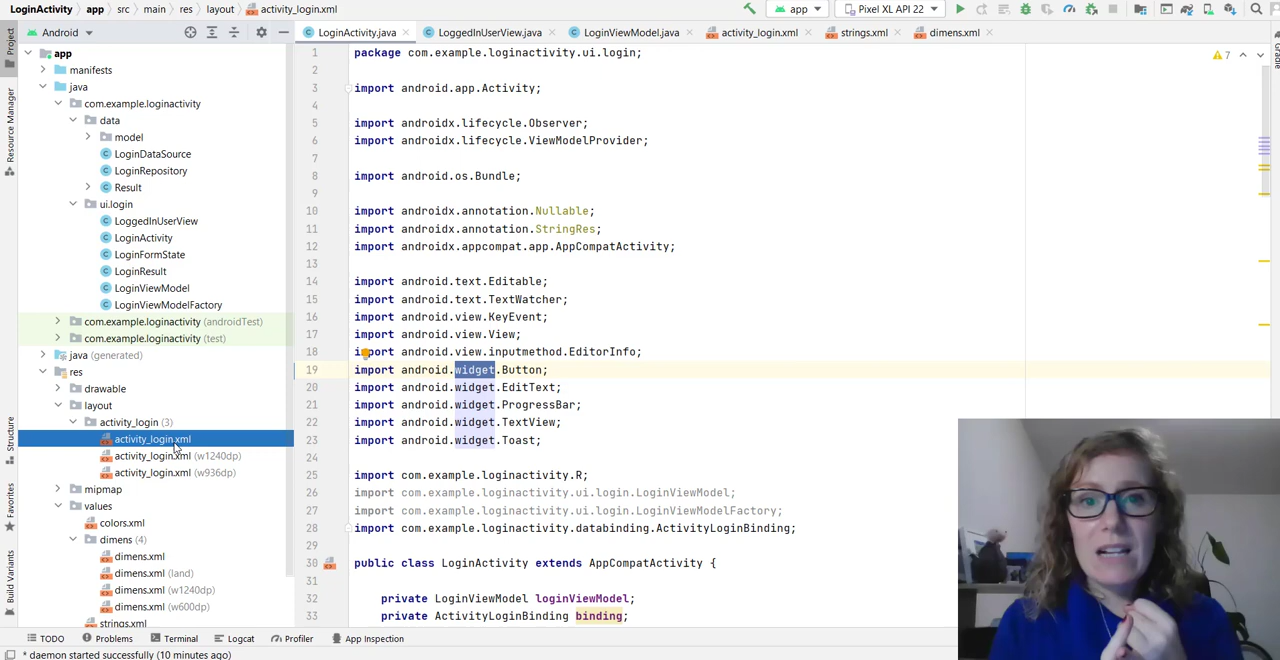 LoginActivity app src main res layout activity_login.xml
app Pixel XL API 22
Android
LoginActivity.java LoggedInUserView.java LoginViewModel.java activity_login.xml strings.xml dimens.xml
Project
Resource Manager
Structure
Favorites
Build Variants
app
manifests
java
com.example.loginactivity
data
model
LoginDataSource
LoginRepository
Result
ui.login
LoggedInUserView
LoginActivity
LoginFormState
LoginResult
LoginViewModel
LoginViewModelFactory
com.example.loginactivity (androidTest)
com.example.loginactivity (test)
java (generated)
res
drawable
layout
activity_login (3)
activity_login.xml
activity_login.xml (w1240dp)
activity_login.xml (w936dp)
mipmap
values
colors.xml
dimens (4)
dimens.xml
dimens.xml (land)
dimens.xml (w1240dp)
dimens.xml (w600dp)
strings.xml
1 package com.example.loginactivity.ui.login;
2
3 import android.app.Activity;
4
5 import androidx.lifecycle.Observer;
6 import androidx.lifecycle.ViewModelProvider;
7
8 import android.os.Bundle;
9
10 import androidx.annotation.Nullable;
11 import androidx.annotation.StringRes;
12 import androidx.appcompat.app.AppCompatActivity;
13
14 import android.text.Editable;
15 import android.text.TextWatcher;
16 import android.view.KeyEvent;
17 import android.view.View;
18 import android.view.inputmethod.EditorInfo;
19 import android.widget.Button;
20 import android.widget.EditText;
21 import android.widget.ProgressBar;
22 import android.widget.TextView;
23 import android.widget.Toast;
24
25 import com.example.loginactivity.R;
26 import com.example.loginactivity.ui.login.LoginViewModel;
27 import com.example.loginactivity.ui.login.LoginViewModelFactory;
28 import com.example.loginactivity.databinding.ActivityLoginBinding;
29
30 public class LoginActivity extends AppCompatActivity {
31
32 private LoginViewModel loginViewModel;
33 private ActivityLoginBinding binding;
7
TODO Problems Terminal Logcat Profiler App Inspection
* daemon started successfully (10 minutes ago)